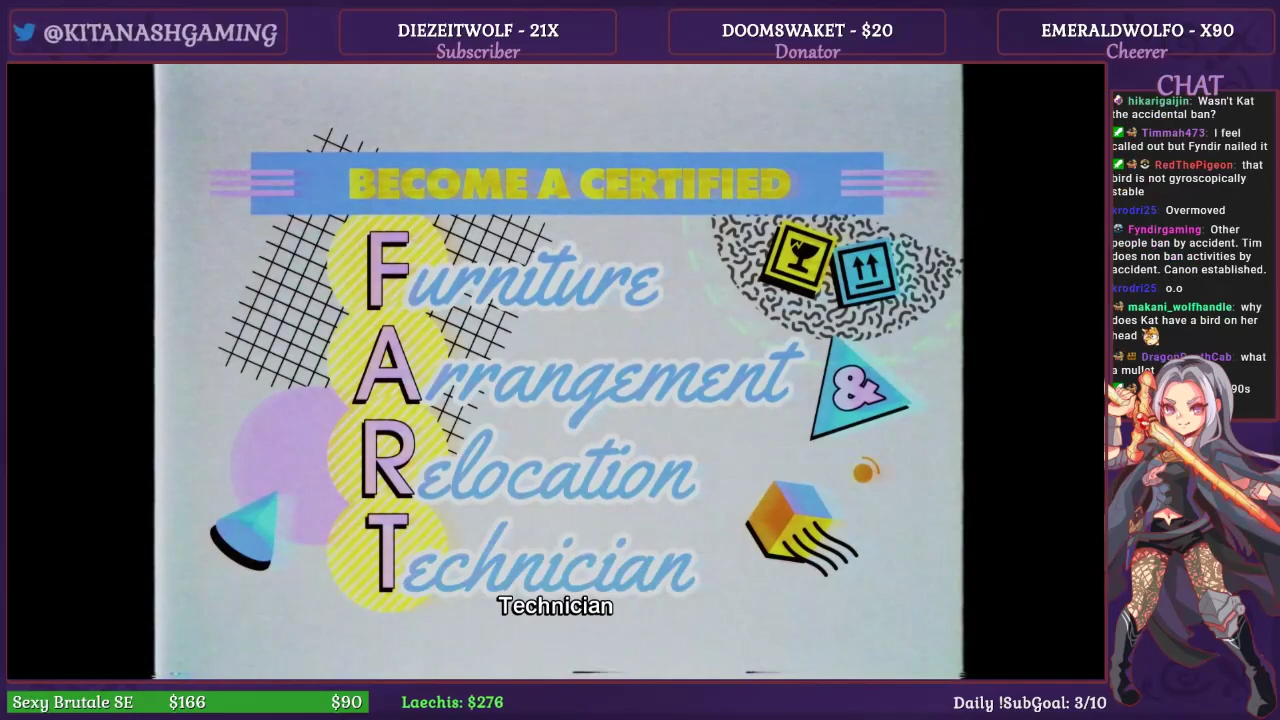 @KITANASHGAMING
DIEZEITWOLF - 21X
Subscriber
DOOMSWAKET - $20
Donator
EMERALDWOLFO - X90
Cheerer
BECOME A CERTIFIED
Furniture
Arrangement
&
Relocation
Technician
Technician
CHAT
hikarigaijin: Wasn't Kat
the accidental ban?
Timmah473: I feel
called out but Fyndir nailed it
RedThePigeon: that
bird is not gyroscopically
stable
xrodri25: Overmoved
Fyndirgaming: Other
people ban by accident. Tim
does non ban activities by
accident. Canon established.
xrodri25: o.o
makani_wolfhandle: why
does Kat have a bird on her
head
what
a mullet
90s
Sexy Brutale SE $166 $90
Laechis: $276
Daily !SubGoal: 3/10